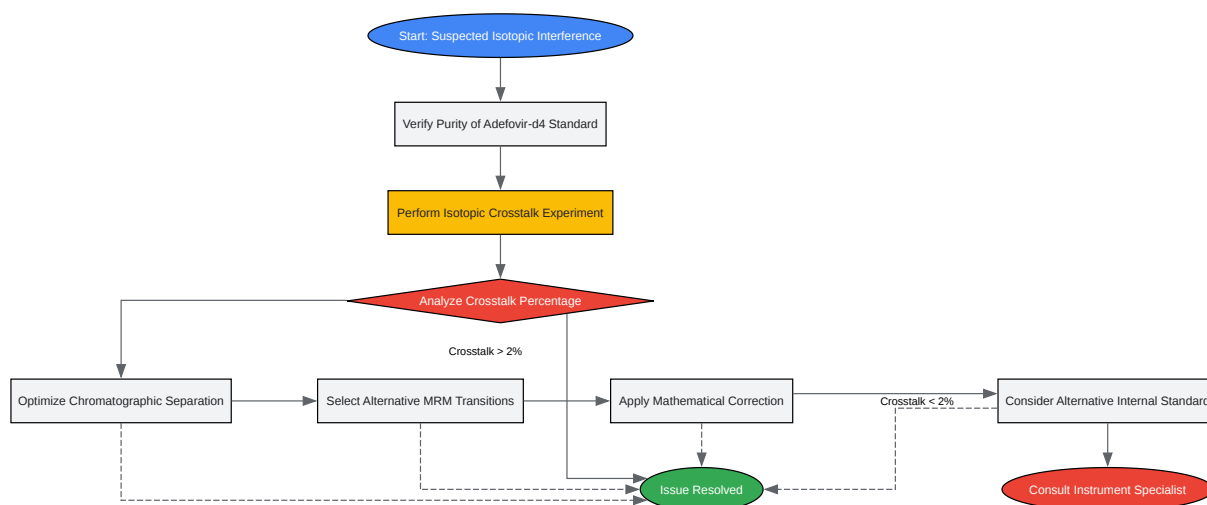 Start: Suspected Isotopic Interference
Verify Purity of Adefovir-d4 Standard
Perform Isotopic Crosstalk Experiment
Analyze Crosstalk Percentage
Crosstalk > 2%
Optimize Chromatographic Separation
Select Alternative MRM Transitions
Apply Mathematical Correction
Crosstalk < 2%
Consider Alternative Internal Standard
Issue Resolved
Consult Instrument Specialist